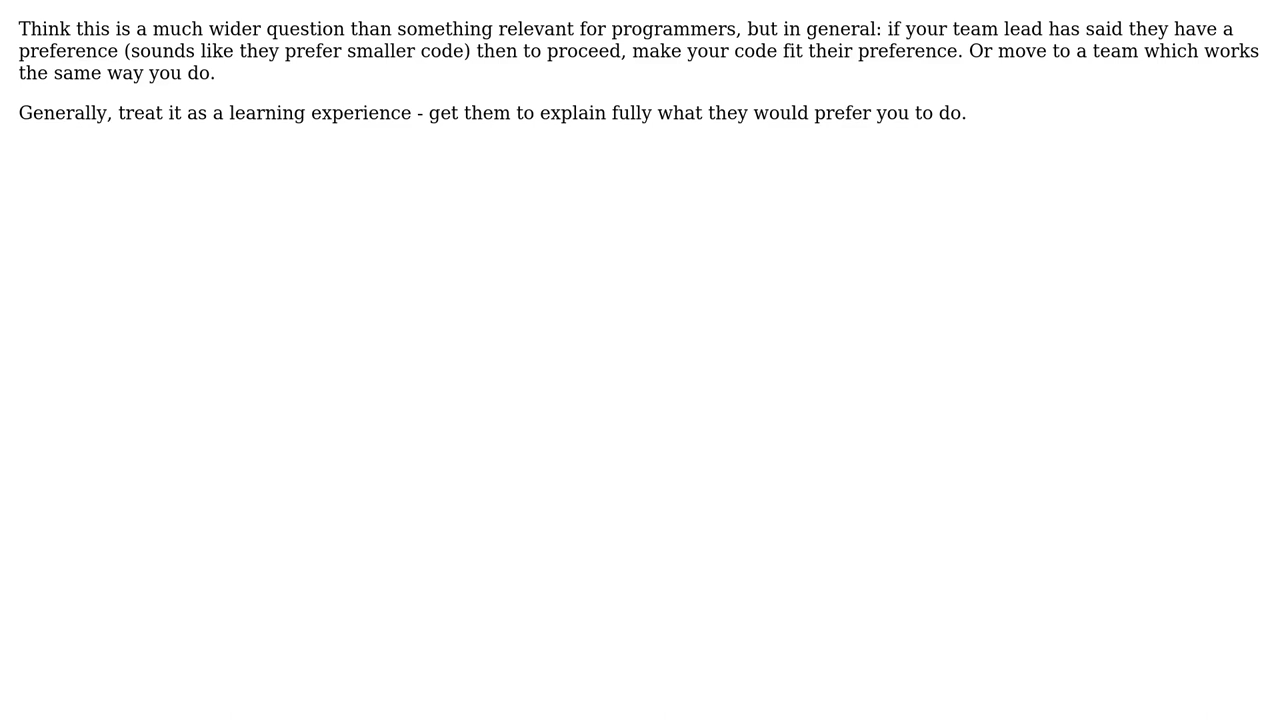 Think this is a much wider question than something relevant for programmers, but in general: if your team lead has said they have a
preference (sounds like they prefer smaller code) then to proceed, make your code fit their preference. Or move to a team which works
the same way you do.
Generally, treat it as a learning experience - get them to explain fully what they would prefer you to do.